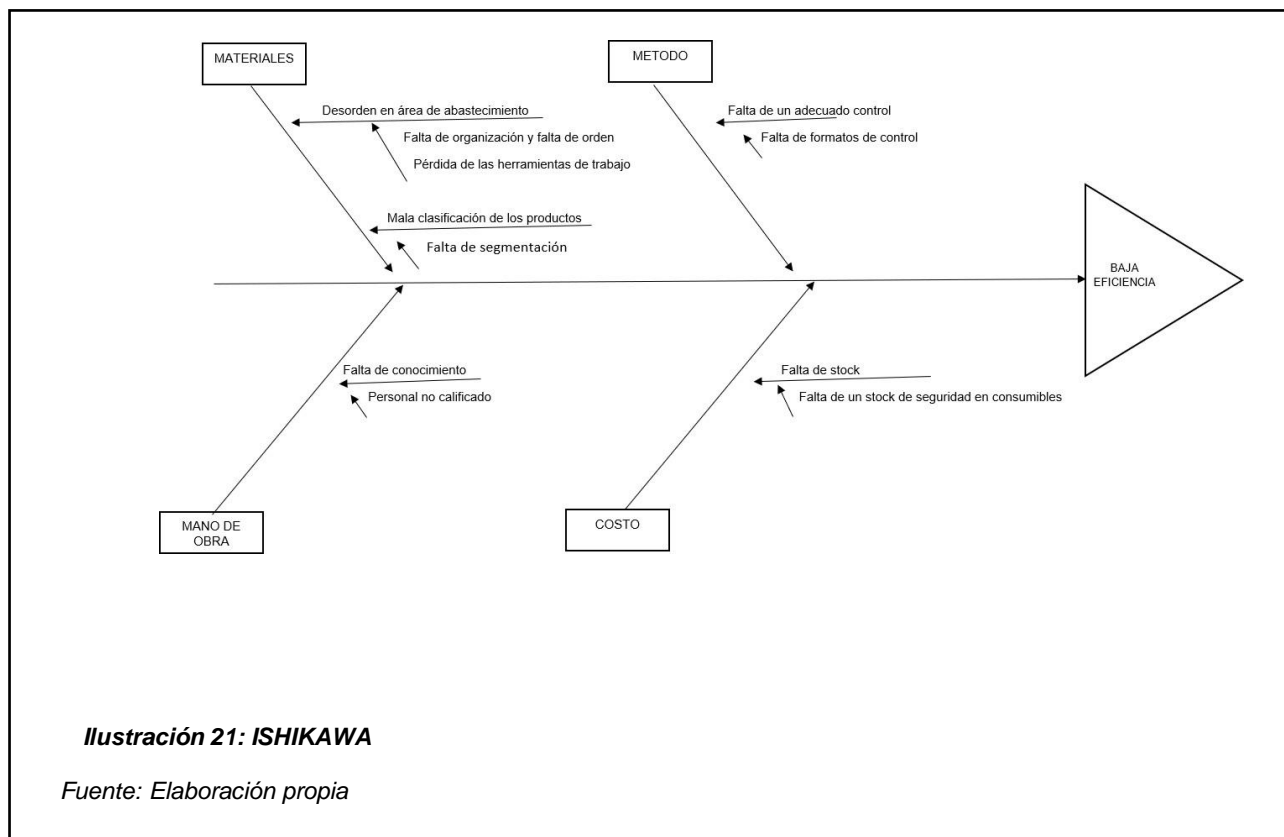 MATERIALES
METODO
Desorden en área de abastecimiento
Falta de organización y falta de orden
Pérdida de las herramientas de trabajo
Mala clasificación de los productos
Falta de segmentación
Falta de un adecuado control
Falta de formatos de control
BAJA
EFICIENCIA
Falta de conocimiento
Personal no calificado
Falta de stock
Falta de un stock de seguridad en consumibles
MANO DE
OBRA
COSTO
Ilustración 21: ISHIKAWA
Fuente: Elaboración propia